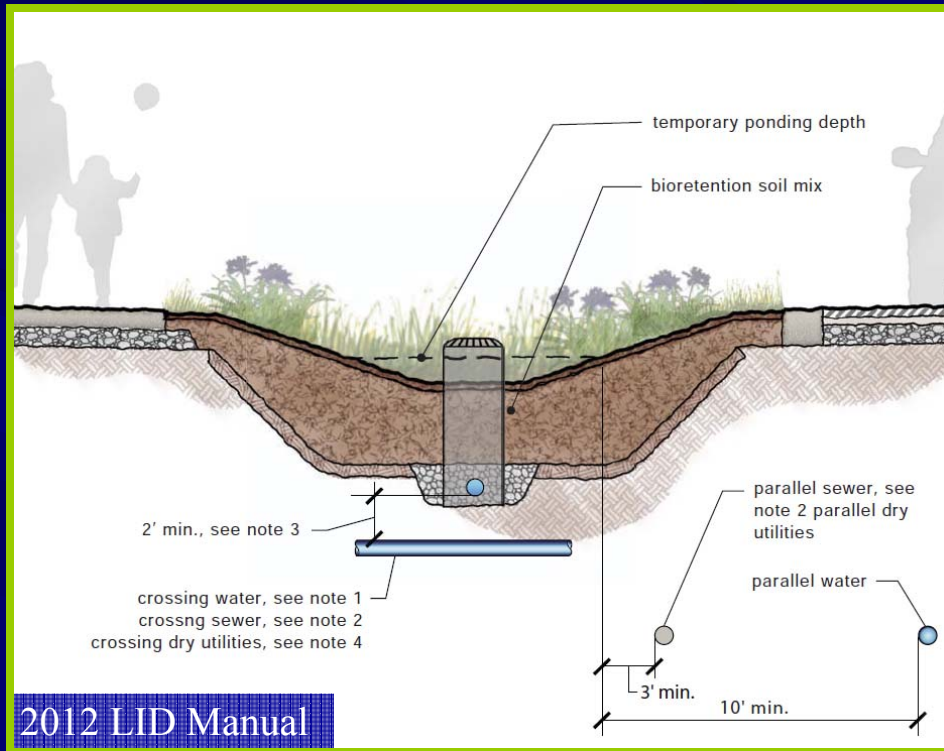 temporary ponding depth
bioretention soil mix
parallel sewer, see
note 2 parallel dry
utilities
2' min., see note 3
parallel water
crossing water, see note 1
crossng sewer, see note 2
crossing dry utilities, see note 4
3' min.
10' min.
2012 LID Manual